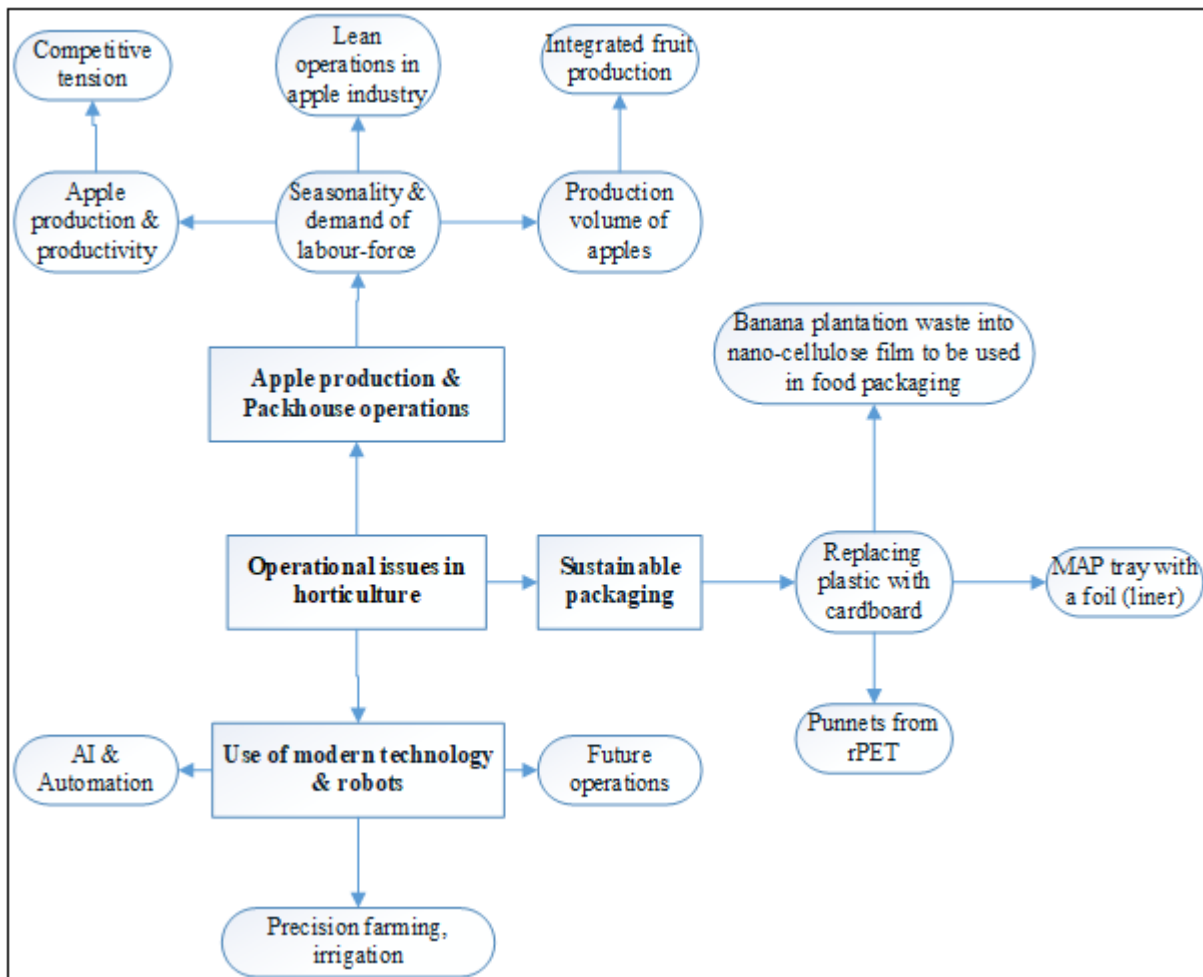 Competitive
tension
Lean
operations in
apple industry
Integrated fruit
production
Apple
production &
productivity
Seasonality &
demand of
labour-force
Production
volume of
apples
Banana plantation waste into
nano-cellulose film to be used
in food packaging
Apple production &
Packhouse operations
Operational issues in
horticulture
Sustainable
packaging
Replacing
plastic with
cardboard
MAP tray with
a foil (liner)
Punnets from
rPET
AI &
Automation
Use of modern technology
& robots
Future
operations
Precision farming,
irrigation